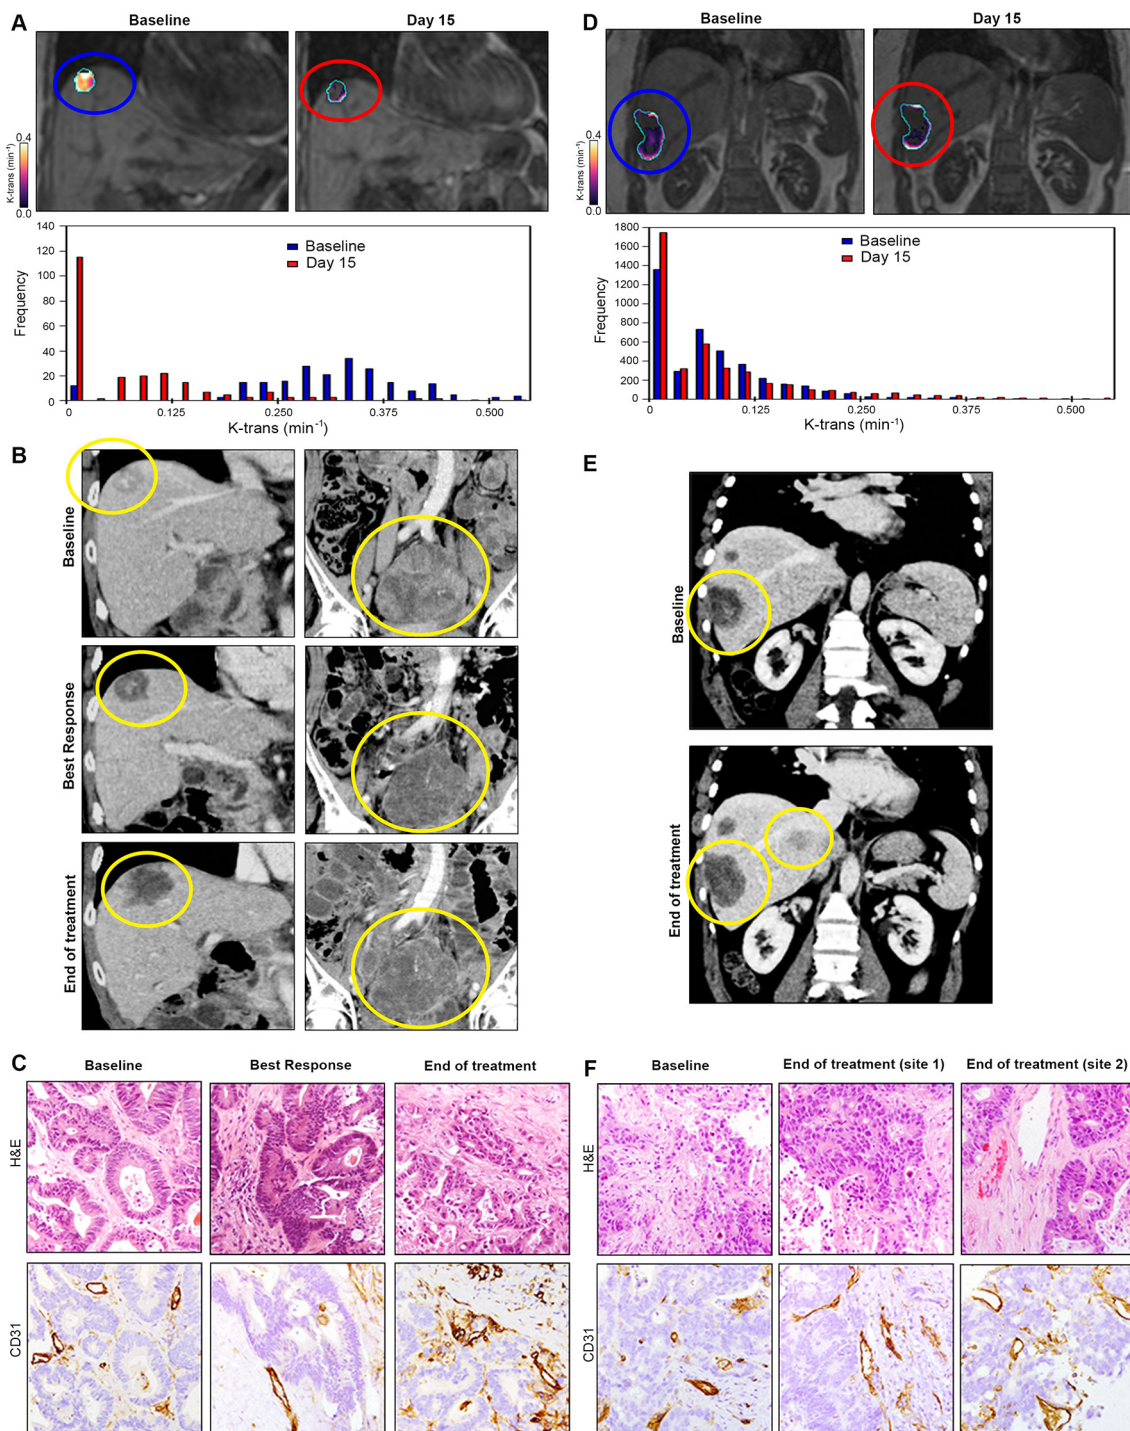 A
Baseline
Day 15
0.4
K-trans (min⁻¹)
0.0
140
120
100
80
60
40
20
0
Frequency
Baseline
Day 15
0
0.125
0.250
0.375
0.500
K-trans (min⁻¹)
B
Baseline
Best Response
End of treatment
C
Baseline
Best Response
End of treatment
H&E
CD31
D
Baseline
Day 15
0.4
K-trans (min⁻¹)
0.0
1800
1600
1400
1200
1000
800
600
400
200
0
Frequency
Baseline
Day 15
0
0.125
0.250
0.375
0.500
K-trans (min⁻¹)
E
Baseline
End of treatment
F
Baseline
End of treatment (site 1)
End of treatment (site 2)
H&E
CD31